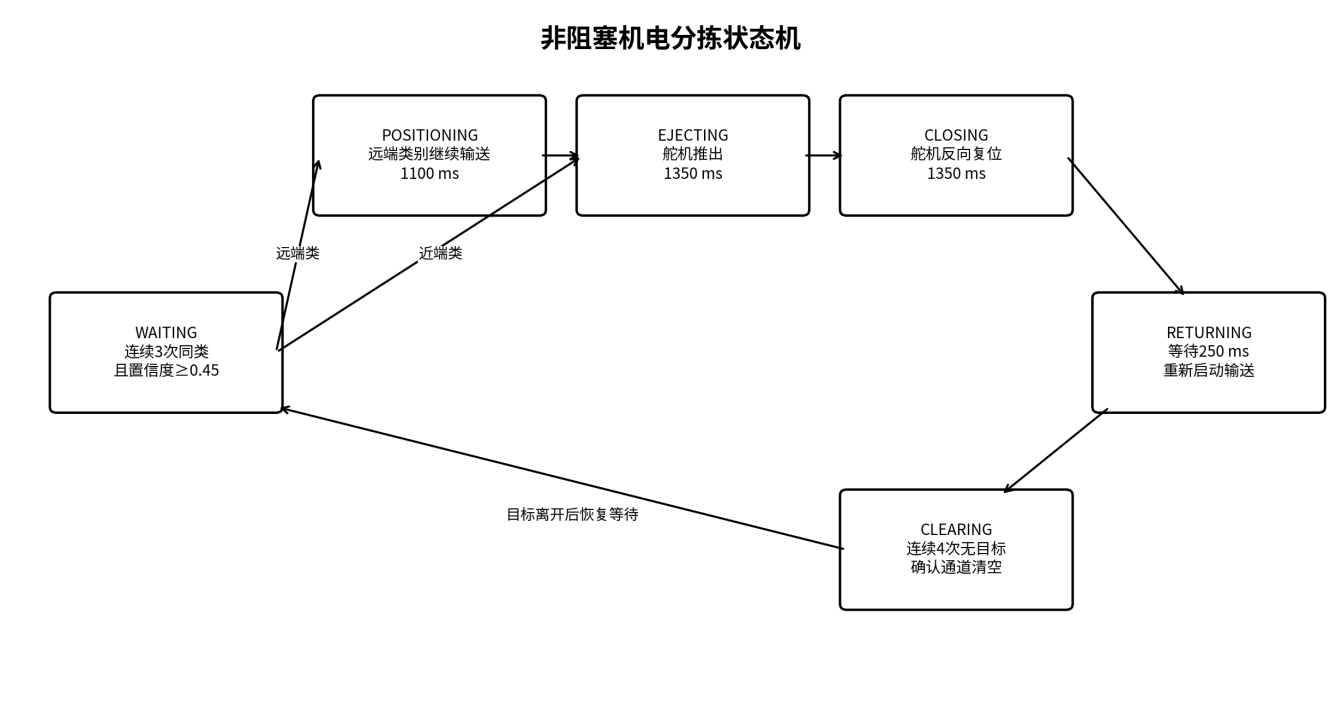 非阻塞机电分拣状态机
POSITIONING
远端类别继续输送
1100 ms
EJECTING
舵机推出
1350 ms
CLOSING
舵机反向复位
1350 ms
远端类
近端类
WAITING
连续3次同类
且置信度≥0.45
RETURNING
等待250 ms
重新启动输送
目标离开后恢复等待
CLEARING
连续4次无目标
确认通道清空